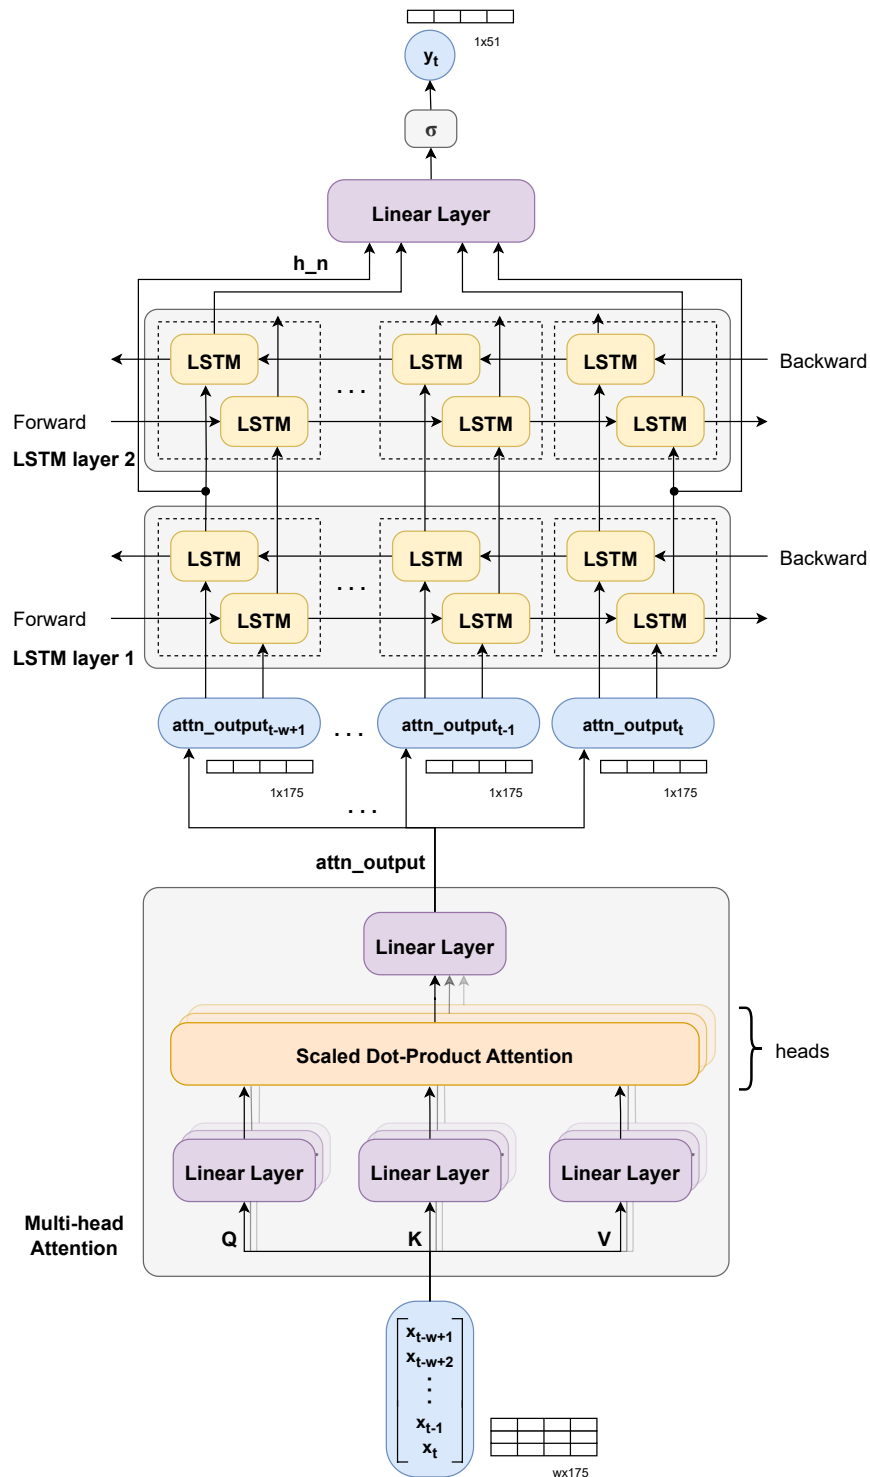 1x51
y_t
σ
Linear Layer
h_n
LSTM LSTM LSTM
Backward
. . .
Forward
LSTM LSTM LSTM
LSTM layer 2
LSTM LSTM LSTM
Backward
. . .
Forward
LSTM LSTM LSTM
LSTM layer 1
attn_output_t-w+1 . . . attn_output_t-1 attn_output_t
1x175 1x175 1x175
. . .
attn_output
Linear Layer
Scaled Dot-Product Attention
heads
Linear Layer Linear Layer Linear Layer
Multi-head
Attention
Q K V
x_t-w+1
x_t-w+2
⋮
x_t-1
x_t
wx175